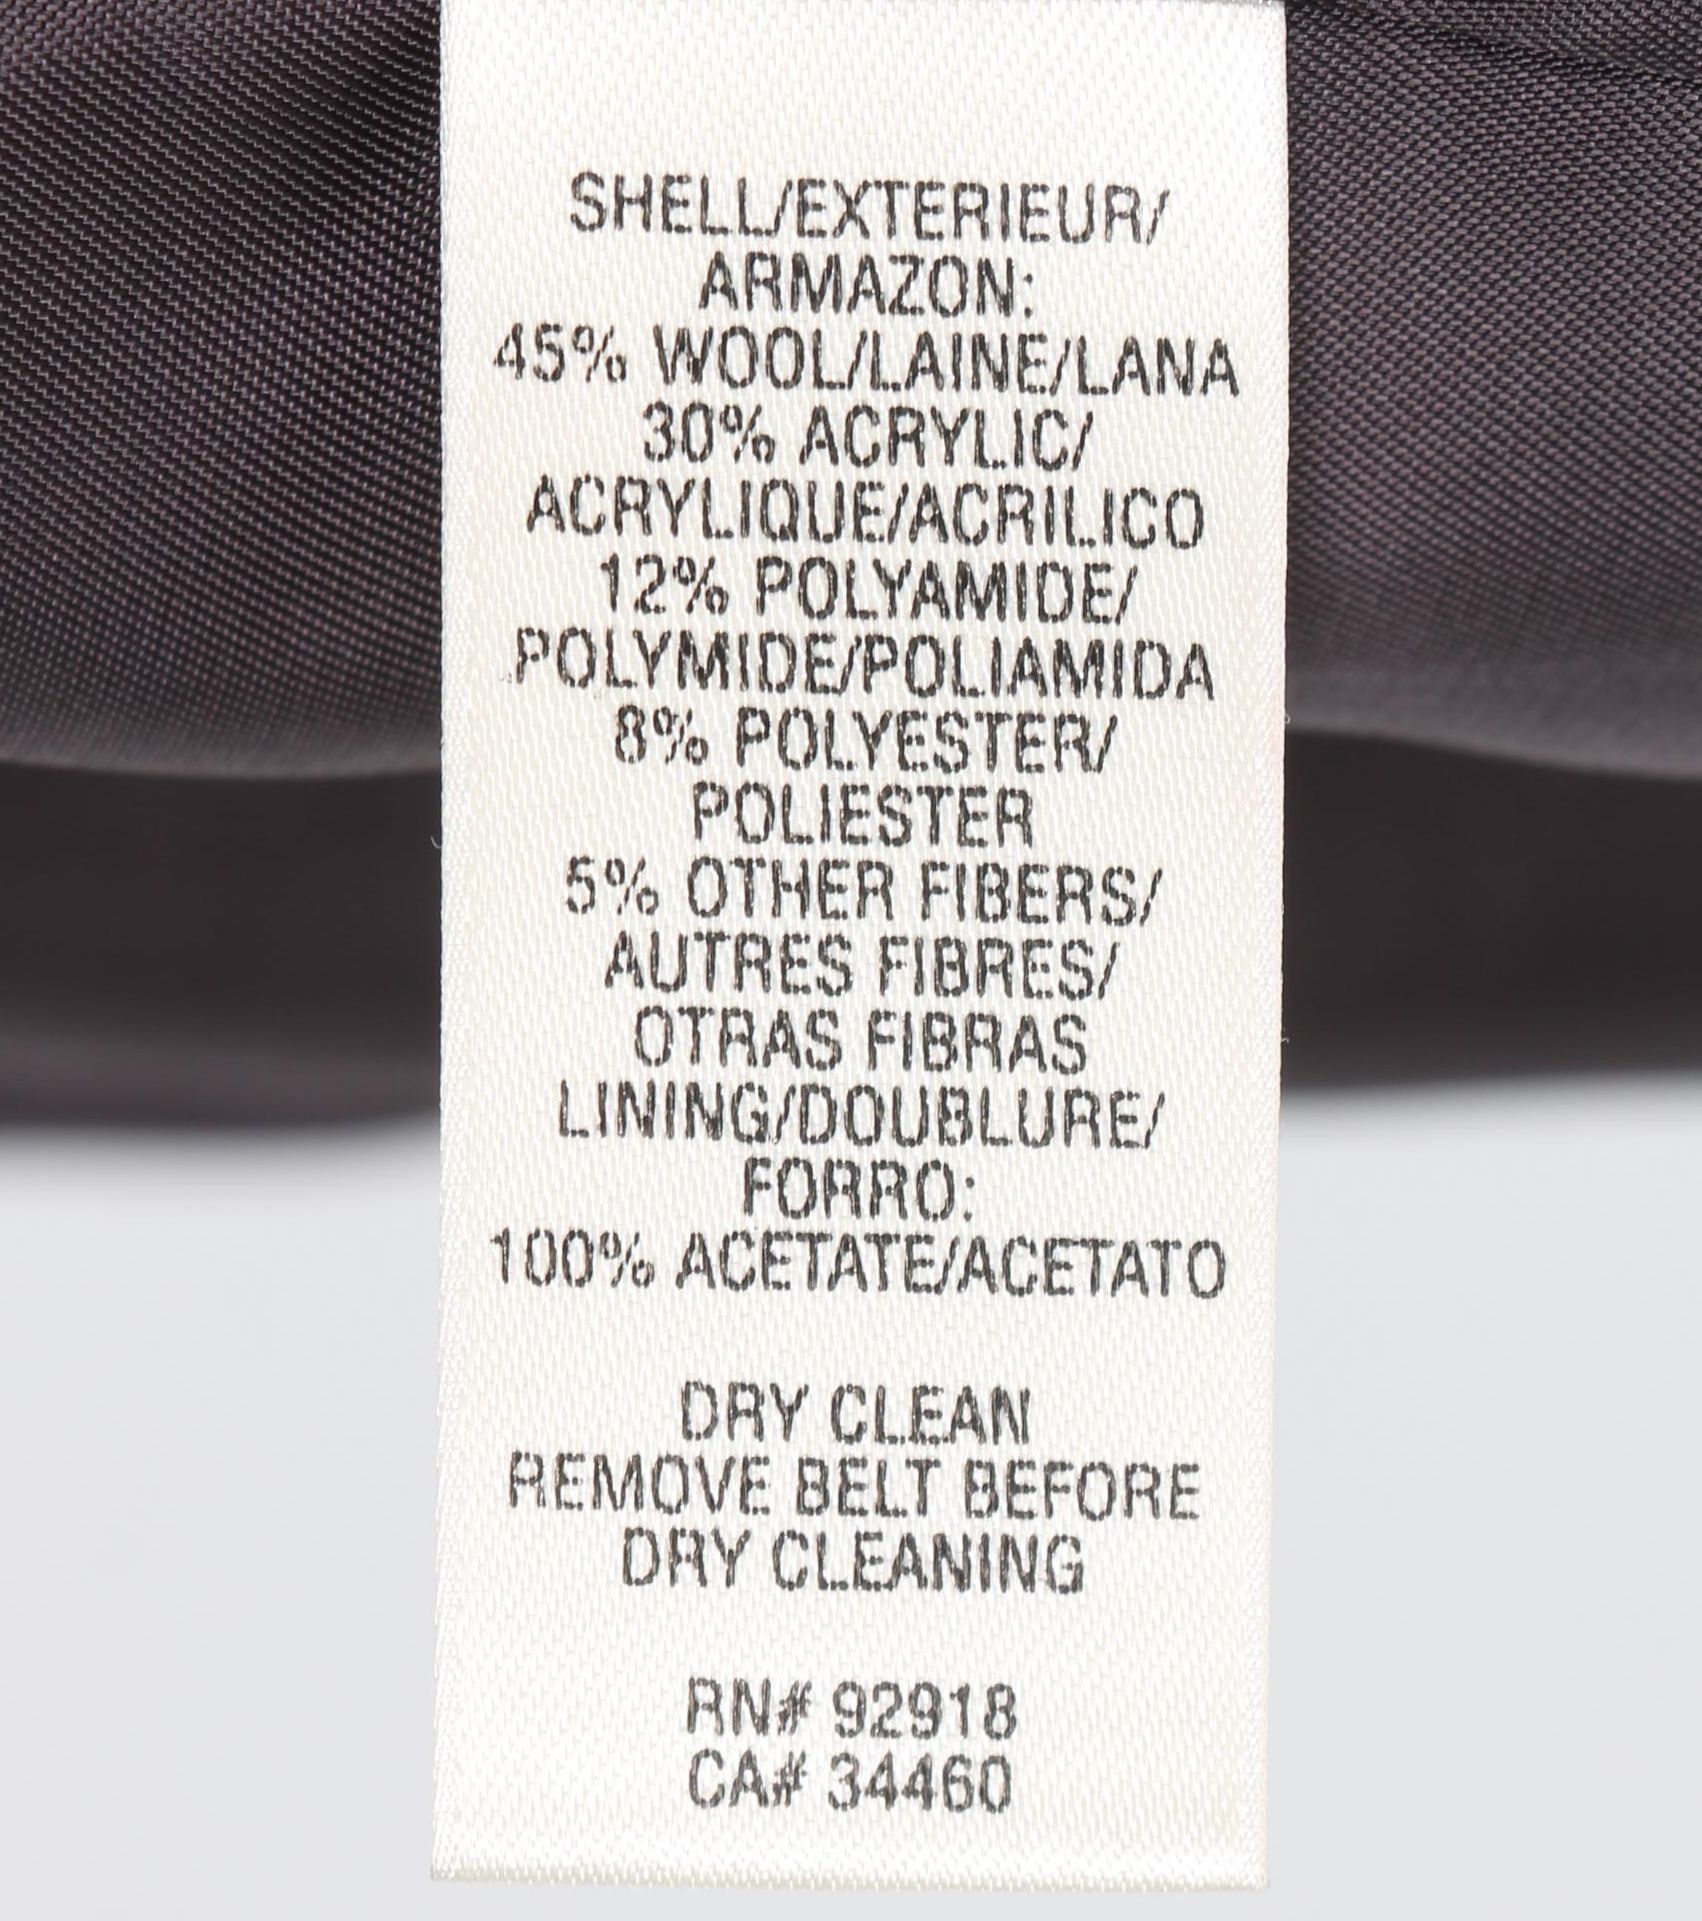 SHELL/EXTERIEUR/
ARMAZON:
45% WOOL/LAINE/LANA
30% ACRYLIC/
ACRYLIQUE/ACRILICO
12% POLYAMIDE/
POLYMIDE/POLIAMIDA
8% POLYESTER/
POLIESTER
5% OTHER FIBERS/
AUTRES FIBRES/
OTRAS FIBRAS
LINING/DOUBLURE/
FORRO:
100% ACETATE/ACETATO
DRY CLEAN
REMOVE BELT BEFORE
DRY CLEANING
RN# 92918
CA# 34460